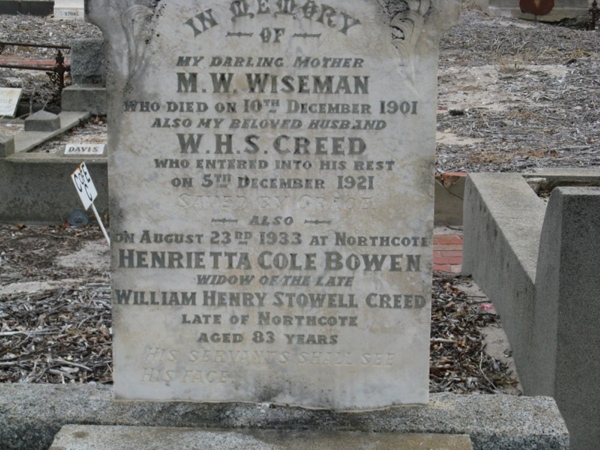 IN MEMORY
OF
MY DARLING MOTHER
M. W. WISEMAN
WHO DIED ON 10TH DECEMBER 1901
ALSO MY BELOVED HUSBAND
W. H. S. CREED
WHO ENTERED INTO HIS REST
ON 5TH DECEMBER 1921
SAVED BY GRACE
ALSO
ON AUGUST 23RD 1933 AT NORTHCOTE
HENRIETTA COLE BOWEN
WIDOW OF THE LATE
WILLIAM HENRY STOWELL CREED
LATE OF NORTHCOTE
AGED 83 YEARS
HIS SERVANTS SHALL SEE
HIS FACE.
DAVIS